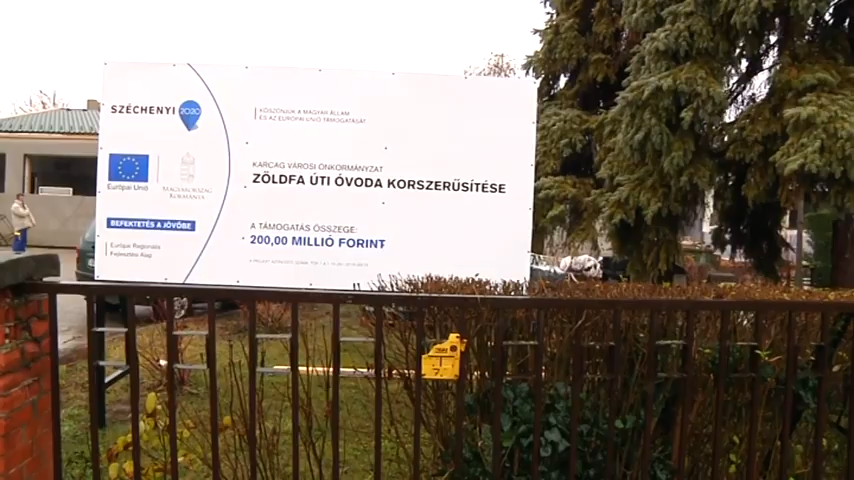 SZÉCHENYI 2020
KÖSZÖNJÜK A MAGYAR ÁLLAM
ÉS AZ EURÓPAI UNIÓ TÁMOGATÁSÁT!
Európai Unió
MAGYARORSZÁG
KORMÁNYA
KARCAG VÁROSI ÖNKORMÁNYZAT
ZÖLDFA ÚTI ÓVODA KORSZERŰSÍTÉSE
BEFEKTETÉS A JÖVŐBE
Európai Regionális
Fejlesztési Alap
A TÁMOGATÁS ÖSSZEGE:
200,00 MILLIÓ FORINT